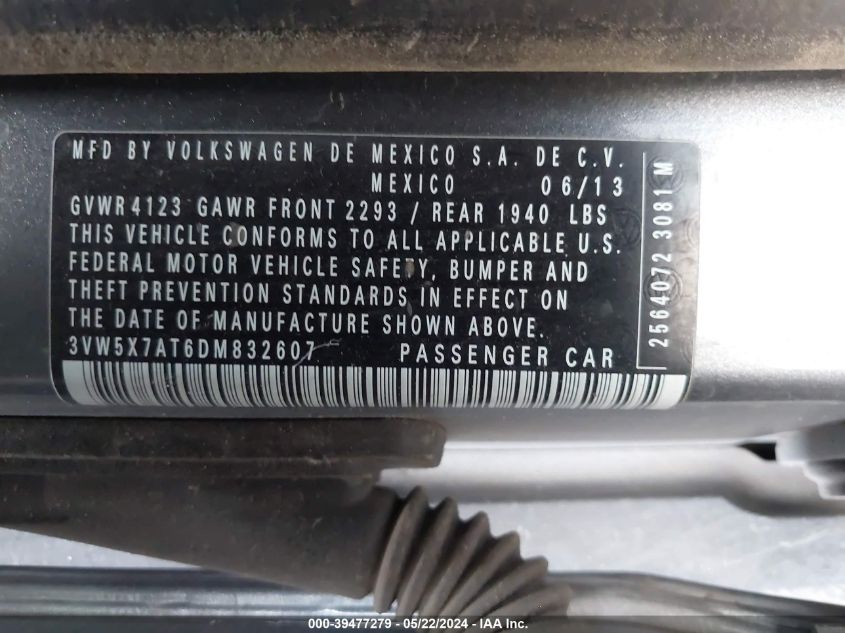 MFD BY VOLKSWAGEN DE MEXICO S.A. DE C.V.
MEXICO 06/13
GVWR 4123 GAWR FRONT 2293 / REAR 1940 LBS
THIS VEHICLE CONFORMS TO ALL APPLICABLE U.S.
FEDERAL MOTOR VEHICLE SAFETY, BUMPER AND
THEFT PREVENTION STANDARDS IN EFFECT ON
THE DATE OF MANUFACTURE SHOWN ABOVE.
3VW5X7AT6DM832607 PASSENGER CAR
2564072 3081 M
000-39477279 - 05/22/2024 - IAA Inc.